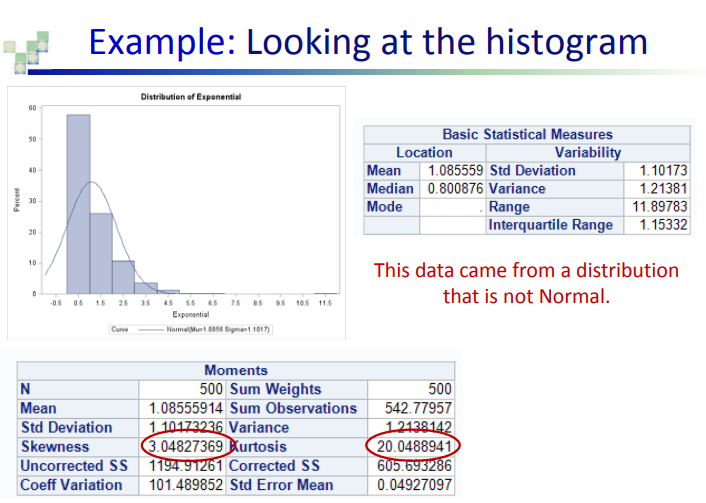 Example: Looking at the histogram
Distribution of Exponential
60
50
40
30
20
10
0
Percent
-0.5 0.5 1.5 2.5 3.5 4.5 5.5 6.5 7.5 8.5 9.5 10.5 11.5
Exponential
Curve Normal(Mu=1.0856 Sigma=1.1017)
Basic Statistical Measures
Location Variability
Mean 1.085559 Std Deviation 1.10173
Median 0.800876 Variance 1.21381
Mode . Range 11.89783
Interquartile Range 1.15332
This data came from a distribution
that is not Normal.
Moments
N 500 Sum Weights 500
Mean 1.08555914 Sum Observations 542.77957
Std Deviation 1.10173236 Variance 1.2138142
Skewness 3.04827369 Kurtosis 20.0488941
Uncorrected SS 1194.91261 Corrected SS 605.693286
Coeff Variation 101.489852 Std Error Mean 0.04927097